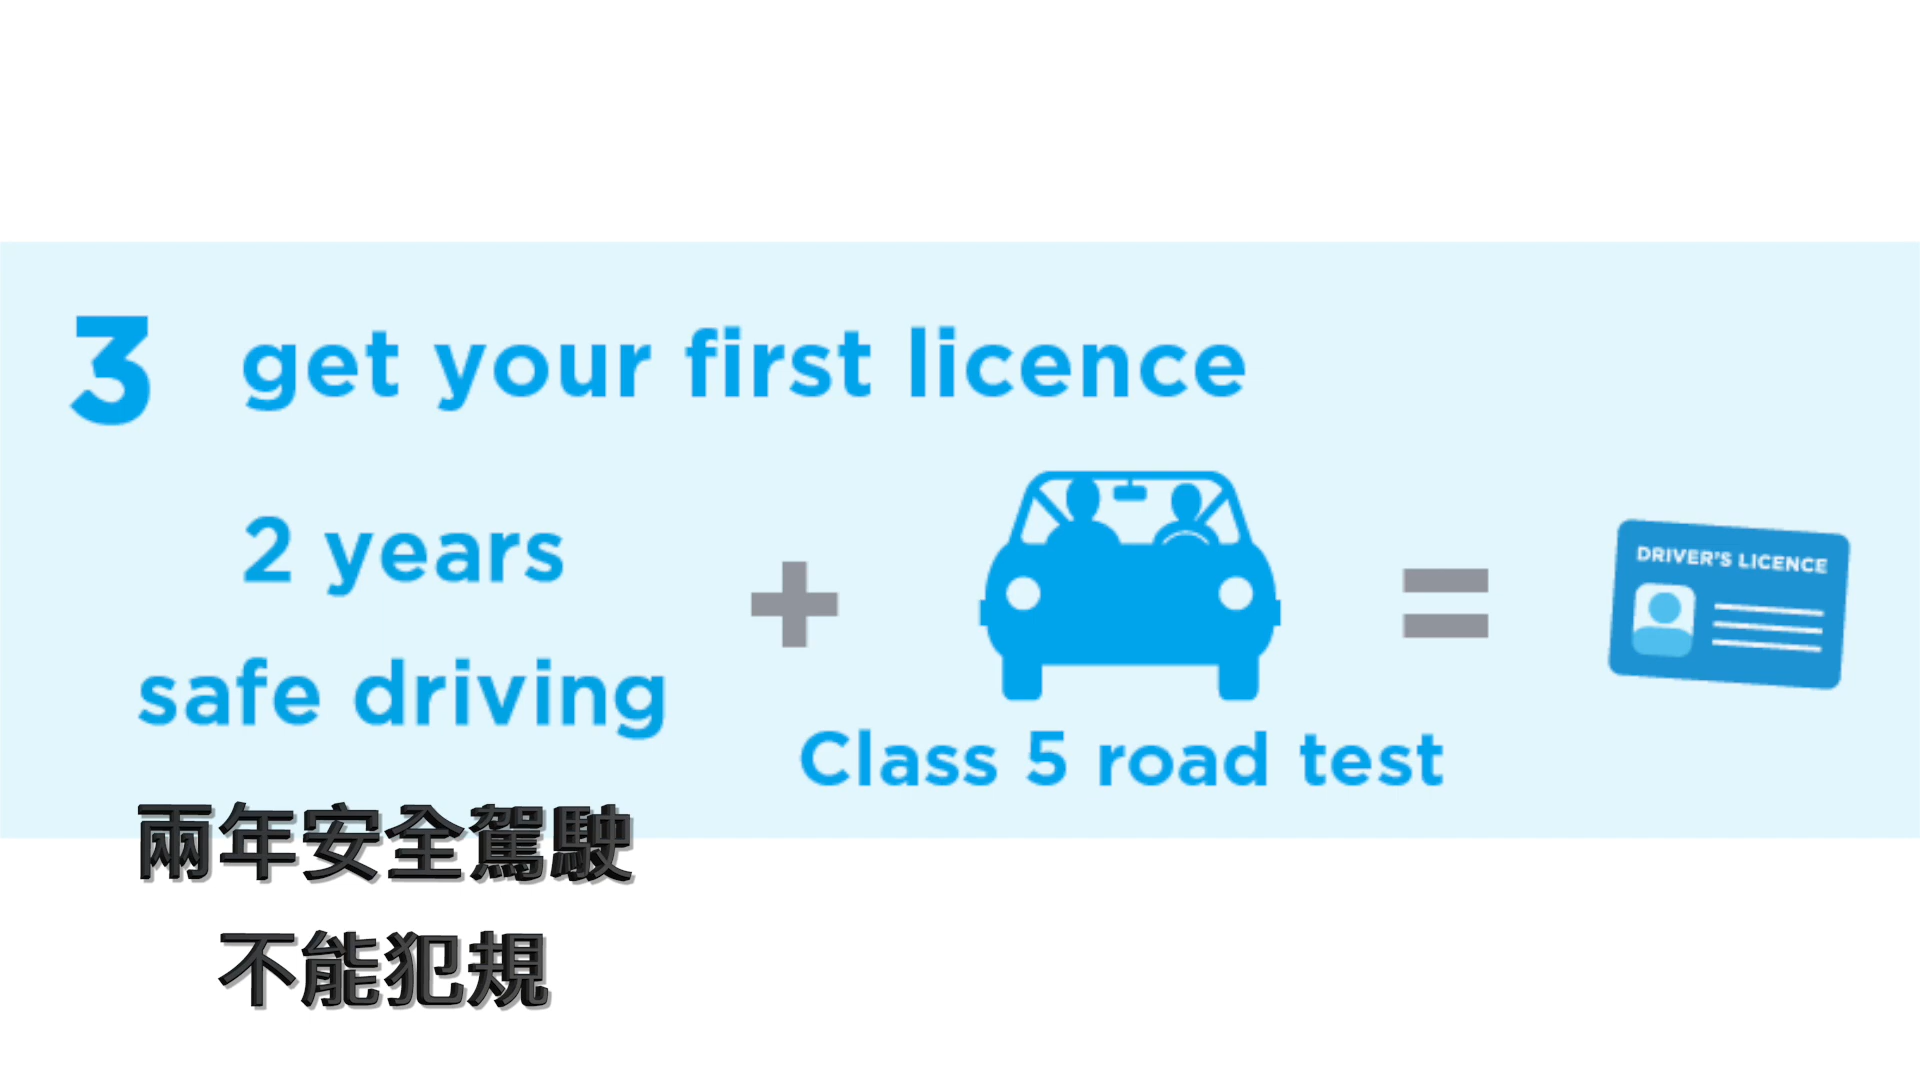 3 get your first licence
2 years
safe driving
+
=
DRIVER'S LICENCE
Class 5 road test
兩年安全駕駛
不能犯規